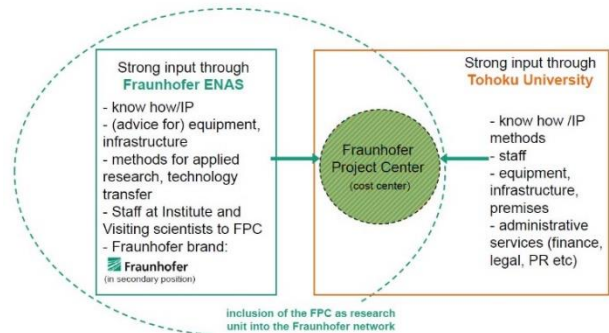 Strong input through
Fraunhofer ENAS
- know how/IP
- (advice for) equipment,
infrastructure
- methods for applied
research, technology
transfer
- Staff at Institute and
Visiting scientists to FPC
- Fraunhofer brand:
Fraunhofer
(in secondary position)
Fraunhofer
Project Center
(cost center)
Strong input through
Tohoku University
- know how /IP
methods
- staff
- equipment,
infrastructure,
premises
- administrative
services (finance,
legal, PR etc)
inclusion of the FPC as research
unit into the Fraunhofer network